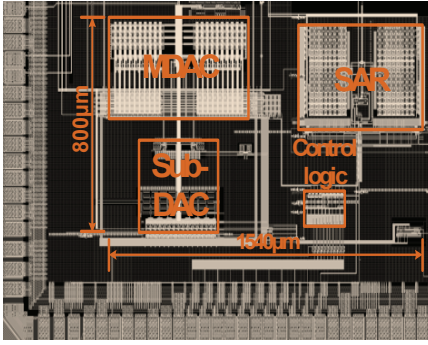 MDAC
SAR
800μm
Sub-
DAC
Control
logic
1540μm